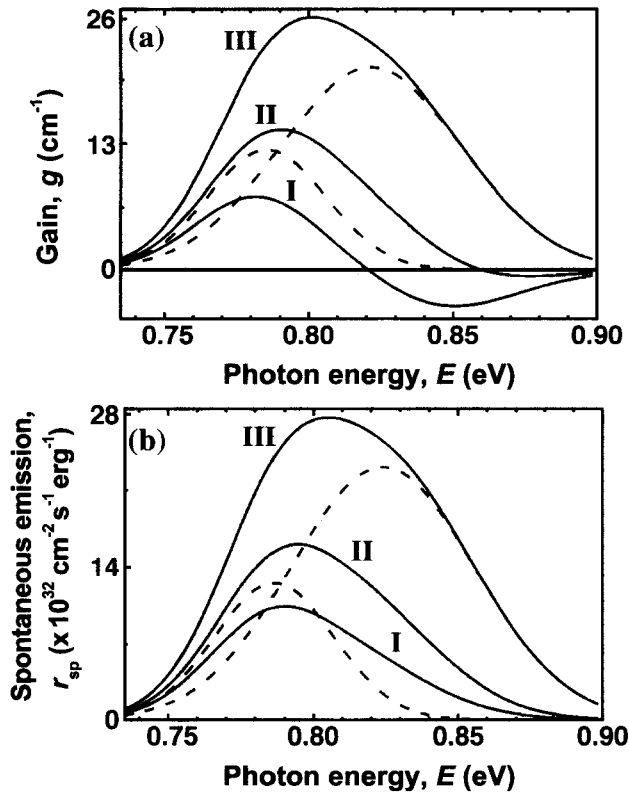 26
(a)
III
II
13
I
0
Gain, g (cm⁻¹)
0.75 0.80 0.85 0.90
Photon energy, E (eV)
28
(b)
III
II
14
I
0
Spontaneous emission,
r_sp (x10³² cm⁻² s⁻¹ erg⁻¹)
0.75 0.80 0.85 0.90
Photon energy, E (eV)